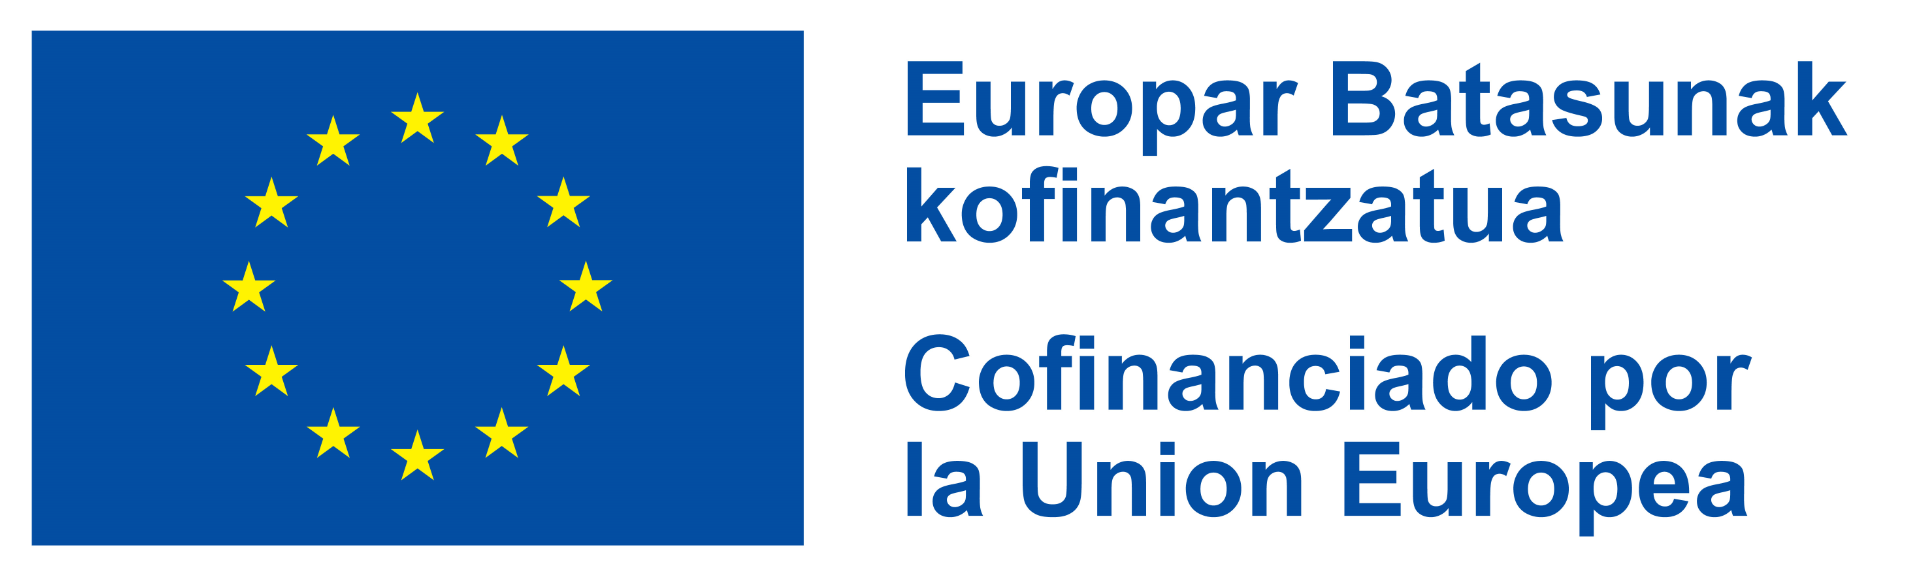 Europar Batasunak
kofinantzatua
Cofinanciado por
la Union Europea